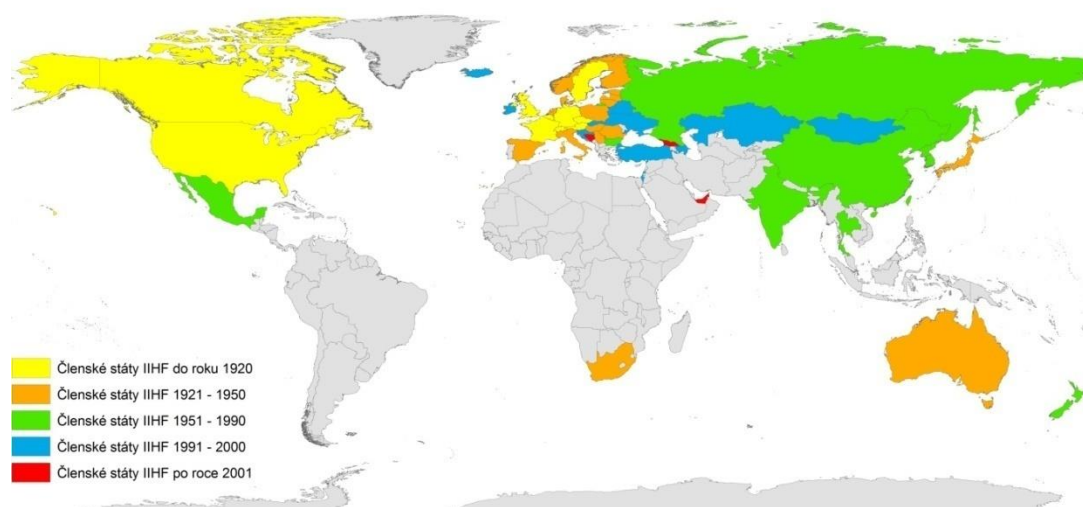 Členské státy IIHF do roku 1920
Členské státy IIHF 1921 - 1950
Členské státy IIHF 1951 - 1990
Členské státy IIHF 1991 - 2000
Členské státy IIHF po roce 2001